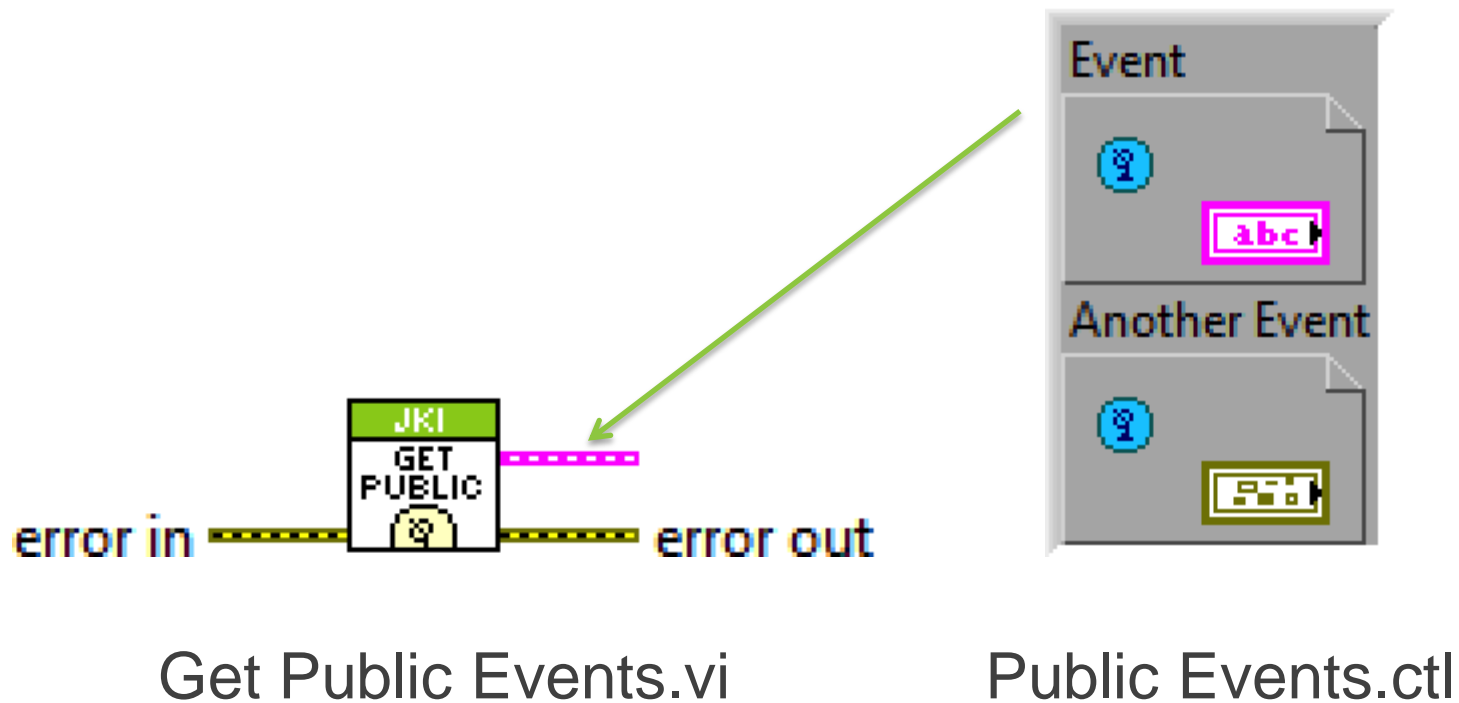 Event
abc
Another Event
JKI
GET
PUBLIC
error in
error out
Get Public Events.vi
Public Events.ctl